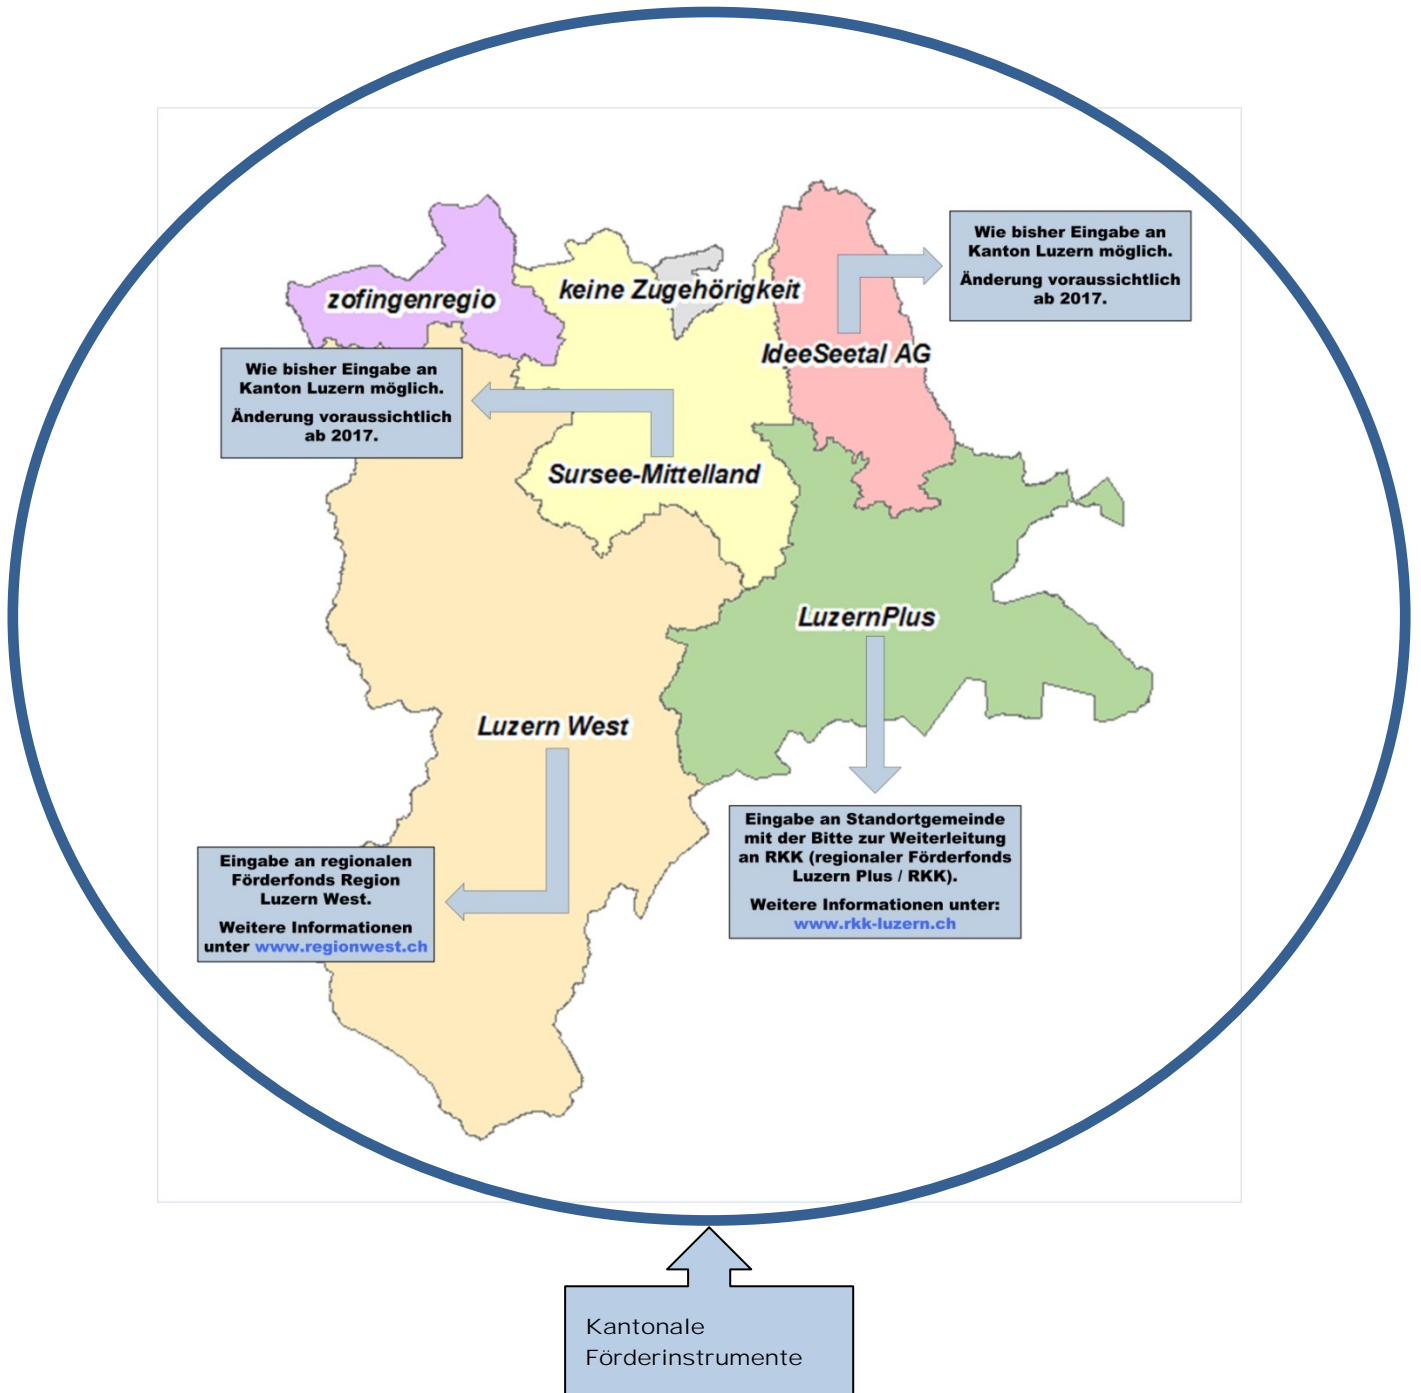 Wie bisher Eingabe an
Kanton Luzern möglich.
Änderung voraussichtlich
ab 2017.
zofingenregio
keine Zugehörigkeit
IdeeSeetal AG
Wie bisher Eingabe an
Kanton Luzern möglich.
Änderung voraussichtlich
ab 2017.
Sursee-Mittelland
LuzernPlus
Luzern West
Eingabe an Standortgemeinde
mit der Bitte zur Weiterleitung
an RKK (regionaler Förderfonds
Luzern Plus / RKK).
Weitere Informationen unter:
www.rkk-luzern.ch
Eingabe an regionalen
Förderfonds Region
Luzern West.
Weitere Informationen
unter www.regionwest.ch
Kantonale
Förderinstrumente